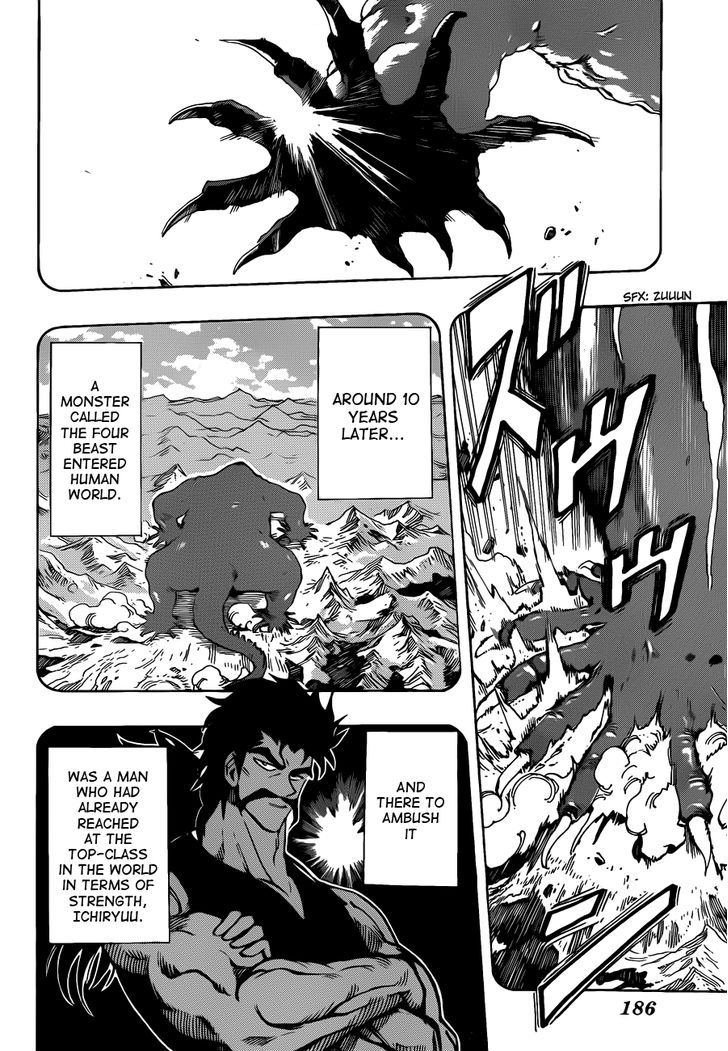 SFX: ZUUUN
ズウウン
AROUND 10
YEARS
LATER...
A
MONSTER
CALLED
THE FOUR
BEAST
ENTERED
HUMAN
WORLD.
AND
THERE TO
AMBUSH
IT
WAS A MAN
WHO HAD
ALREADY
REACHED
AT THE
TOP-CLASS
IN THE WORLD
IN TERMS OF
STRENGTH,
ICHIRYUU.
186